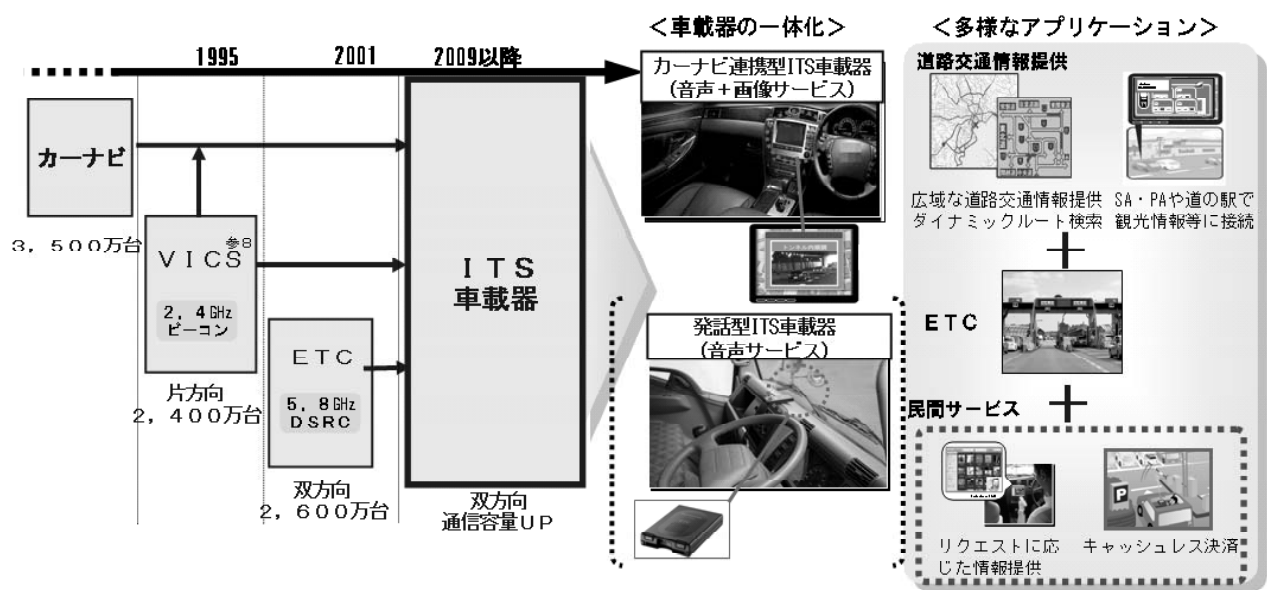 ＜車載器の一体化＞
＜多様なアプリケーション＞
1995
2001
2009以降
カーナビ
3，500万台
VICS参8
2，4GHz
ビーコン
片方向
2，400万台
ETC
5，8GHz
DSRC
双方向
2，600万台
ITS
車載器
双方向
通信容量UP
カーナビ連携型ITS車載器
（音声＋画像サービス）
発話型ITS車載器
（音声サービス）
道路交通情報提供
広域な道路交通情報提供
ダイナミックルート検索
SA・PAや道の駅で
観光情報等に接続
＋
ETC
＋
民間サービス
リクエストに応
じた情報提供
キャッシュレス決済